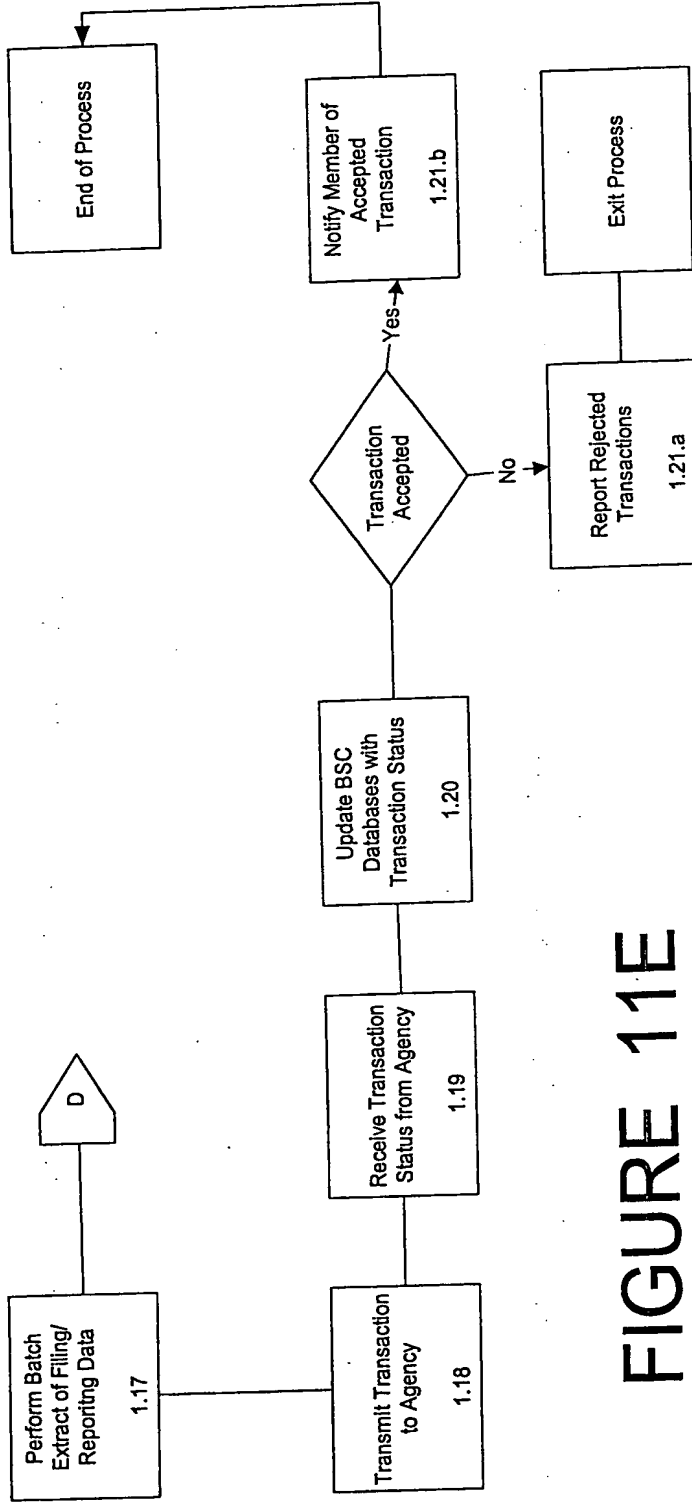 Perform Batch
Extract of Filing/
Reporitng Data
1.17
D
End of Process
Transmit Transaction
to Agency
1.18
Receive Transaction
Status from Agency
1.19
Update BSC
Databases with
Transaction Status
1.20
Transaction
Accepted
Yes
Notify Member of
Accepted
Transaction
1.21.b
No
Report Rejected
Transactions
1.21.a
Exit Process
FIGURE 11E